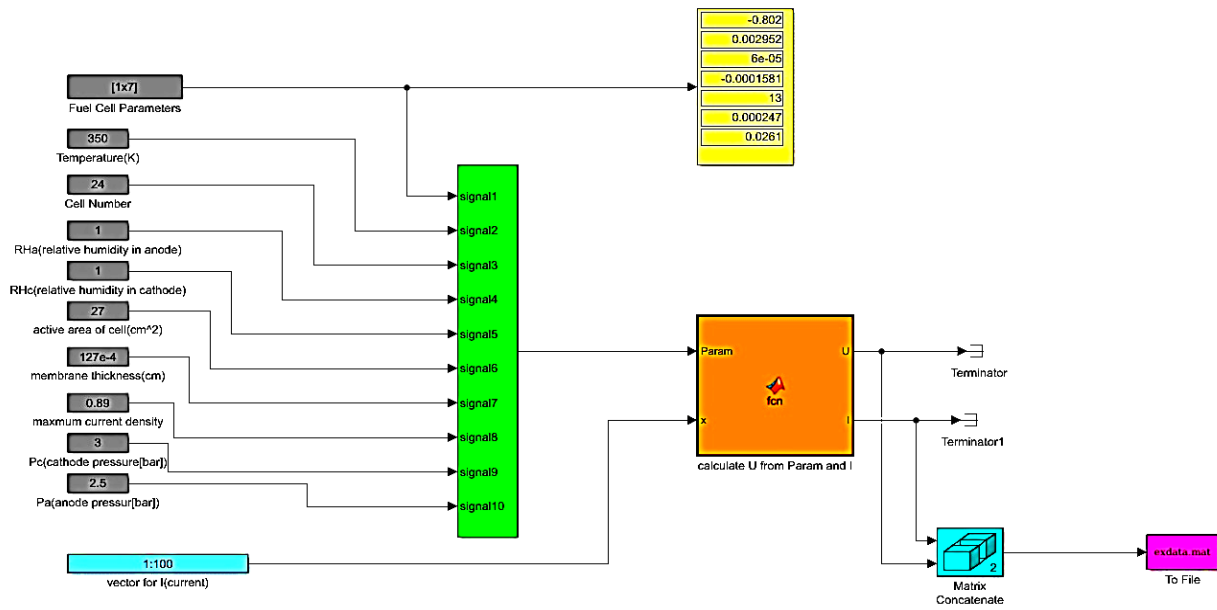 [1x7]
Fuel Cell Parameters
350
Temperature(K)
24
Cell Number
1
RHa(relative humidity in anode)
1
RHc(relative humidity in cathode)
27
active area of cell(cm^2)
127e-4
membrane thickness(cm)
0.89
maxmum current density
3
Pc(cathode pressure[bar])
2.5
Pa(anode pressur[bar])
1:100
vector for I(current)
signal1
signal2
signal3
signal4
signal5
signal6
signal7
signal8
signal9
signal10
-0.802
0.002952
6e-05
-0.0001581
13
0.000247
0.0261
Param
x
fcn
U
I
calculate U from Param and I
Terminator
Terminator1
2
Matrix
Concatenate
exdata.mat
To File